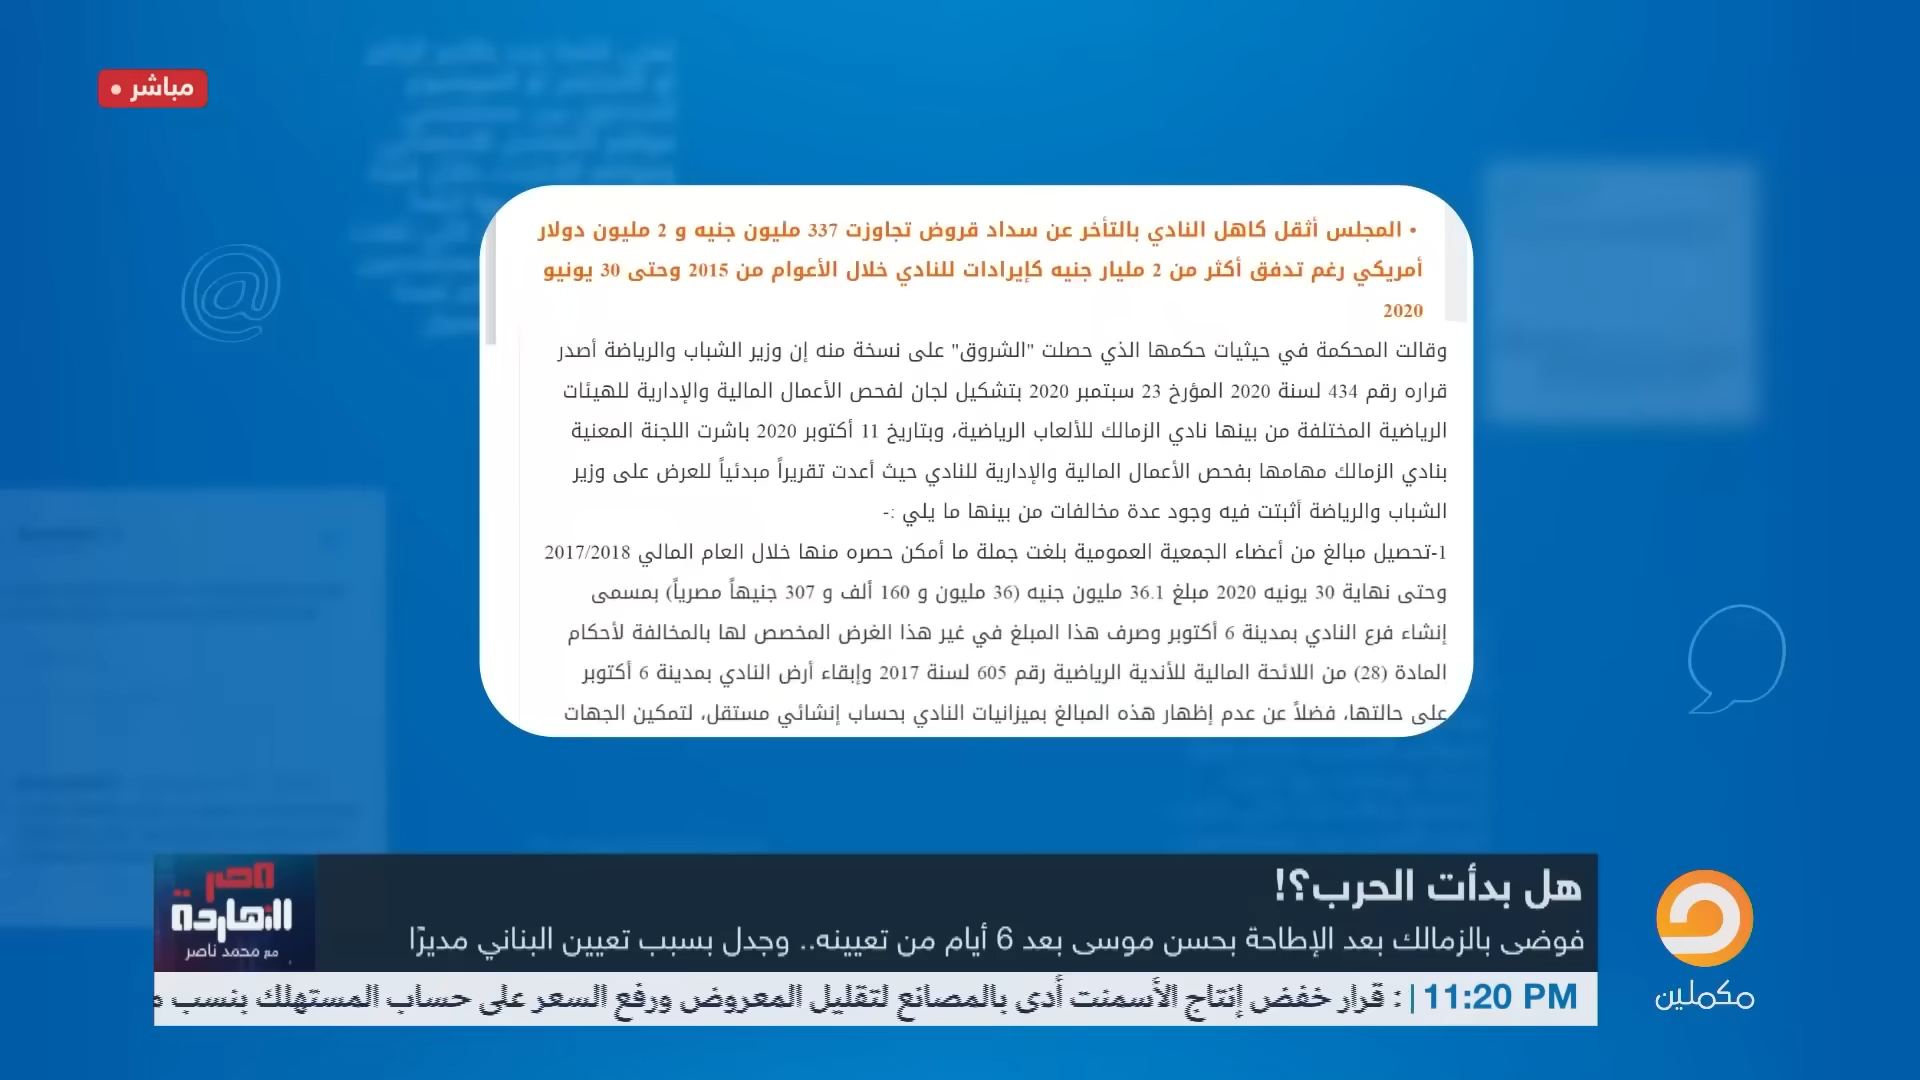 مباشر
• المجلس أثقل كاهل النادي بالتأخر عن سداد قروض تجاوزت 337 مليون جنيه و 2 مليون دولار
أمريكي رغم تدفق أكثر من 2 مليار جنيه كإيرادات للنادي خلال الأعوام من 2015 وحتى 30 يونيو
2020
وقالت المحكمة في حيثيات حكمها الذي حصلت "الشروق" على نسخة منه إن وزير الشباب والرياضة أصدر
قراره رقم 434 لسنة 2020 المؤرخ 23 سبتمبر 2020 بتشكيل لجان لفحص الأعمال المالية والإدارية للهيئات
الرياضية المختلفة من بينها نادي الزمالك للألعاب الرياضية، وبتاريخ 11 أكتوبر 2020 باشرت اللجنة المعنية
بنادي الزمالك مهامها بفحص الأعمال المالية والإدارية للنادي حيث أعدت تقريراً مبدئياً للعرض على وزير
الشباب والرياضة أثبتت فيه وجود عدة مخالفات من بينها ما يلي :-
1-تحصيل مبالغ من أعضاء الجمعية العمومية بلغت جملة ما أمكن حصره منها خلال العام المالي 2017/2018
وحتى نهاية 30 يونيه 2020 مبلغ 36.1 مليون جنيه (36 مليون و 160 ألف و 307 جنيهاً مصرياً) بمسمى
إنشاء فرع النادي بمدينة 6 أكتوبر وصرف هذا المبلغ في غير هذا الغرض المخصص لها بالمخالفة لأحكام
المادة (28) من اللائحة المالية للأندية الرياضية رقم 605 لسنة 2017 وإبقاء أرض النادي بمدينة 6 أكتوبر
على حالتها، فضلاً عن عدم إظهار هذه المبالغ بميزانيات النادي بحساب إنشائي مستقل، لتمكين الجهات
هل بدأت الحرب؟!
فوضى بالزمالك بعد الإطاحة بحسن موسى بعد 6 أيام من تعيينه.. وجدل بسبب تعيين البناني مديرًا
مصر
النهاردة
مع محمد ناصر
11:20 PM | : قرار خفض إنتاج الأسمنت أدى بالمصانع لتقليل المعروض ورفع السعر على حساب المستهلك بنسب
مكملين